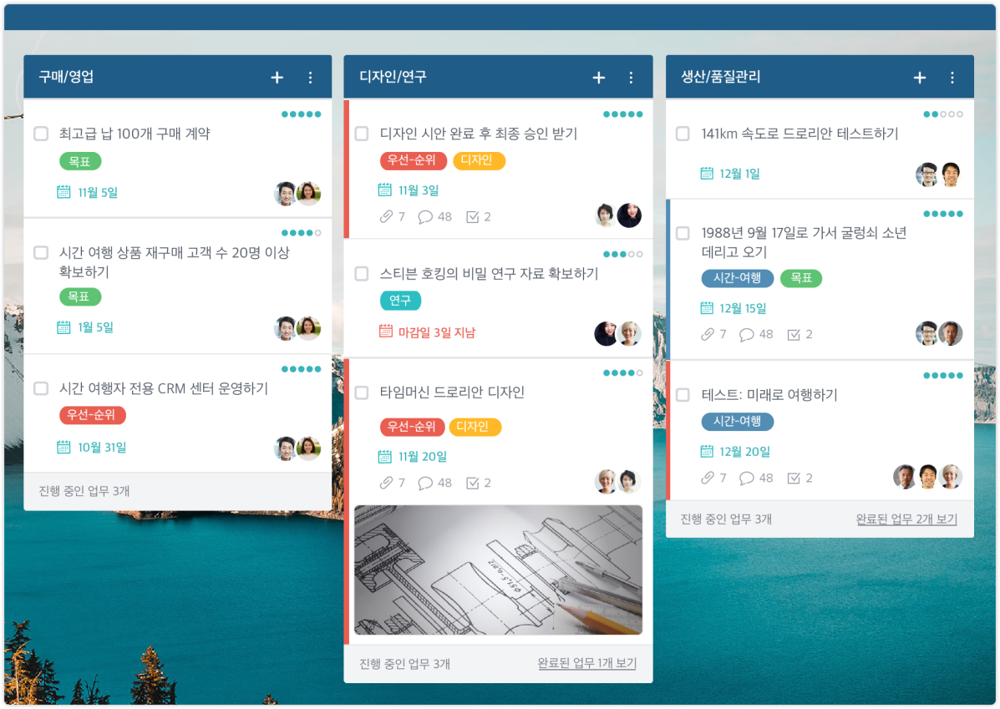 구매/영업
최고급 납 100개 구매 계약
목표
11월 5일
시간 여행 상품 재구매 고객 수 20명 이상
확보하기
목표
1월 5일
시간 여행자 전용 CRM 센터 운영하기
우선-순위
10월 31일
진행 중인 업무 3개
디자인/연구
디자인 시안 완료 후 최종 승인 받기
우선-순위 디자인
11월 3일
7 48 2
스티븐 호킹의 비밀 연구 자료 확보하기
연구
마감일 3일 지남
타임머신 드로리안 디자인
우선-순위 디자인
11월 20일
7 48 2
진행 중인 업무 3개 완료된 업무 1개 보기
생산/품질관리
141km 속도로 드로리안 테스트하기
12월 1일
1988년 9월 17일로 가서 굴렁쇠 소년
데리고 오기
시간-여행 목표
12월 15일
7 48 2
테스트: 미래로 여행하기
시간-여행
12월 20일
7 48 2
진행 중인 업무 3개 완료된 업무 2개 보기